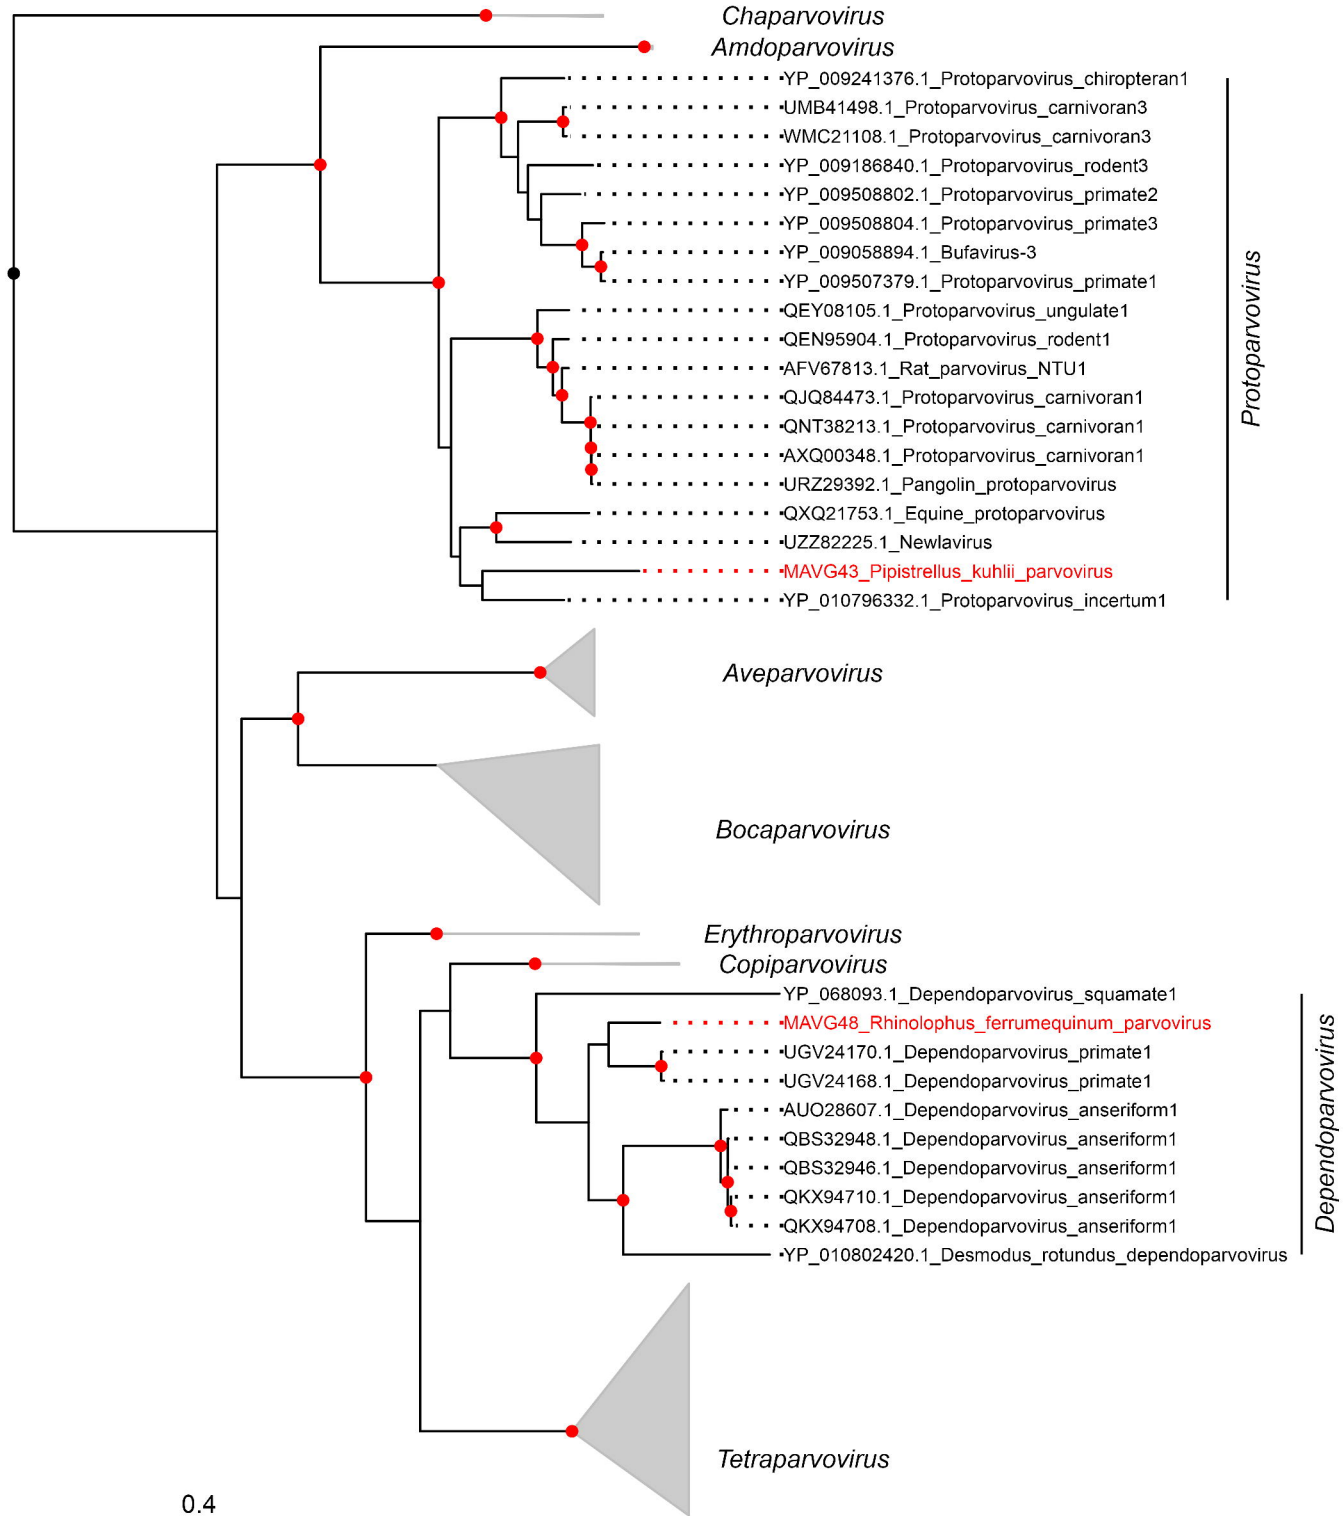 Chaparvovirus
Amdoparvovirus
YP_009241376.1_Protoparvovirus_chiropteran1
UMB41498.1_Protoparvovirus_carnivoran3
WMC21108.1_Protoparvovirus_carnivoran3
YP_009186840.1_Protoparvovirus_rodent3
YP_009508802.1_Protoparvovirus_primate2
YP_009508804.1_Protoparvovirus_primate3
YP_009058894.1_Bufavirus-3
YP_009507379.1_Protoparvovirus_primate1
QEY08105.1_Protoparvovirus_ungulate1
QEN95904.1_Protoparvovirus_rodent1
AFV67813.1_Rat_parvovirus_NTU1
QJQ84473.1_Protoparvovirus_carnivoran1
QNT38213.1_Protoparvovirus_carnivoran1
AXQ00348.1_Protoparvovirus_carnivoran1
URZ29392.1_Pangolin_protoparvovirus
QXQ21753.1_Equine_protoparvovirus
UZZ82225.1_Newlavirus
MAVG43_Pipistrellus_kuhlii_parvovirus
YP_010796332.1_Protoparvovirus_incertum1
Protoparvovirus
Aveparvovirus
Bocaparvovirus
Erythroparvovirus
Copiparvovirus
YP_068093.1_Dependoparvovirus_squamate1
MAVG48_Rhinolophus_ferrumequinum_parvovirus
UGV24170.1_Dependoparvovirus_primate1
UGV24168.1_Dependoparvovirus_primate1
AUO28607.1_Dependoparvovirus_anseriform1
QBS32948.1_Dependoparvovirus_anseriform1
QBS32946.1_Dependoparvovirus_anseriform1
QKX94710.1_Dependoparvovirus_anseriform1
QKX94708.1_Dependoparvovirus_anseriform1
YP_010802420.1_Desmodus_rotundus_dependoparvovirus
Dependoparvovirus
Tetraparvovirus
0.4